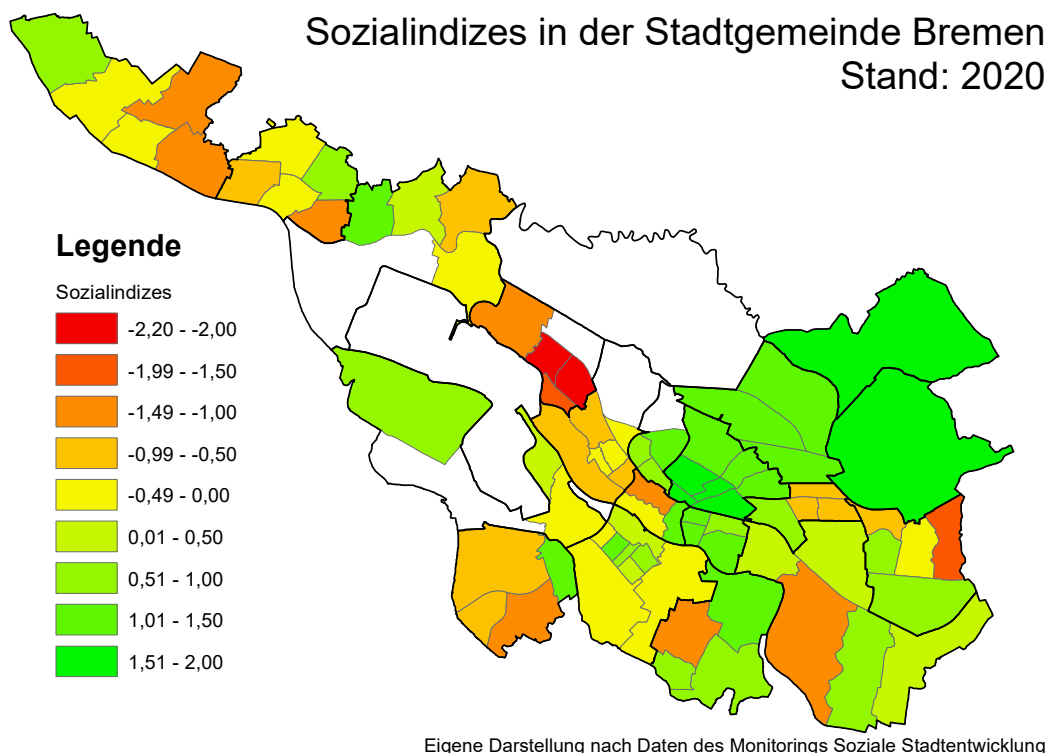 Sozialindizes in der Stadtgemeinde Bremen
Stand: 2020
Legende
Sozialindizes
-2,20 - -2,00
-1,99 - -1,50
-1,49 - -1,00
-0,99 - -0,50
-0,49 - 0,00
0,01 - 0,50
0,51 - 1,00
1,01 - 1,50
1,51 - 2,00
Eigene Darstellung nach Daten des Monitorings Soziale Stadtentwicklung